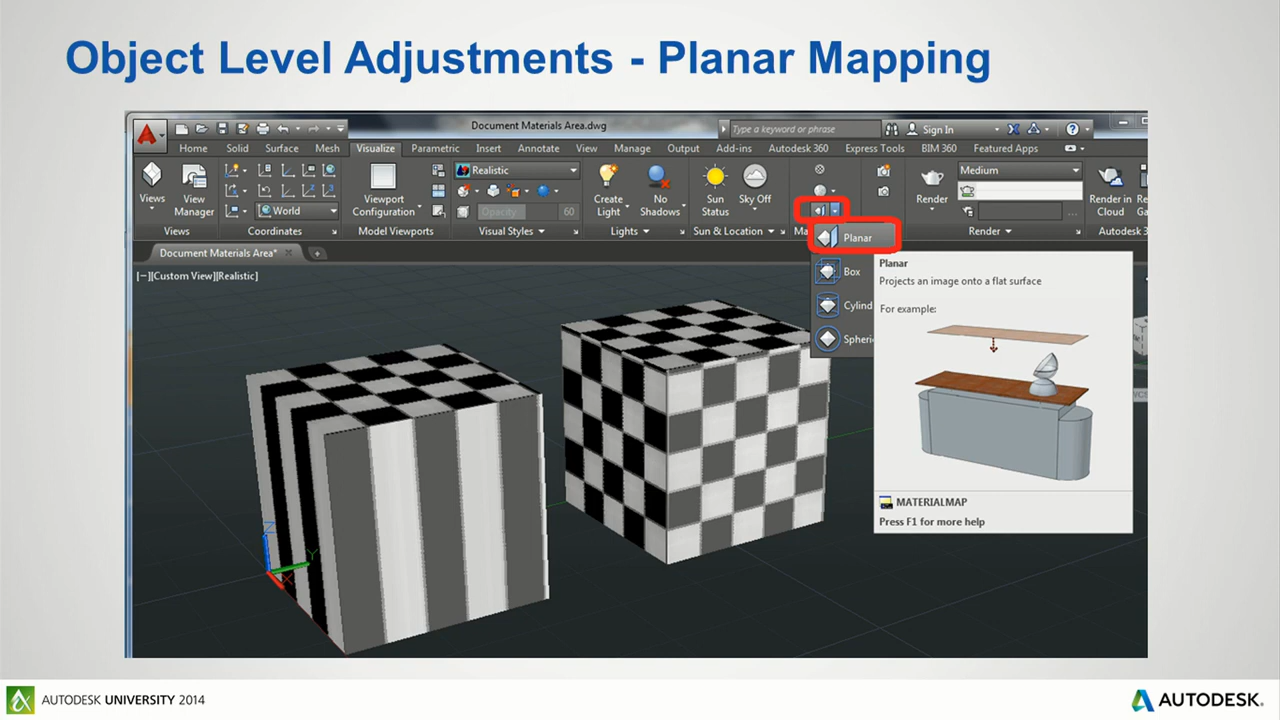 Object Level Adjustments - Planar Mapping
Document Materials Area.dwg
Type a keyword or phrase
Sign In
Home Solid Surface Mesh Visualize Parametric Insert Annotate View Manage Output Add-ins Autodesk 360 Express Tools BIM 360 Featured Apps
Views
View Manager
World
Viewport Configuration
Realistic
Opacity 60
Create Light
No Shadows
Sun Status
Sky Off
Render
Medium
Render in Cloud
Views Coordinates Model Viewports Visual Styles Lights Sun & Location Render Autodesk
Document Materials Area*
[−][Custom View][Realistic]
Planar
Box
Cylind
Spheric
Planar
Projects an image onto a flat surface
For example:
MATERIALMAP
Press F1 for more help
Z
Y
X
AUTODESK UNIVERSITY 2014
AUTODESK.